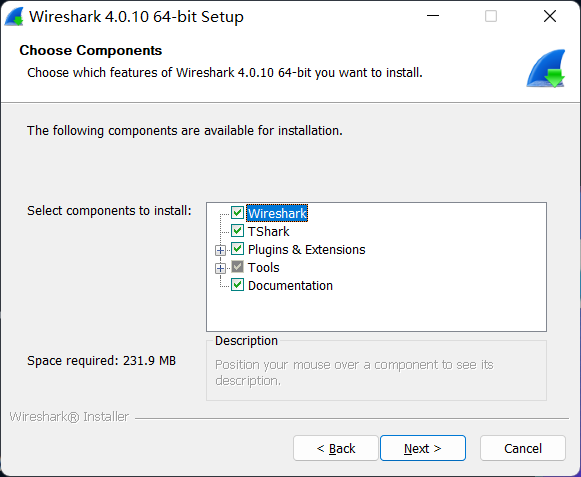 Wireshark 4.0.10 64-bit Setup
Choose Components
Choose which features of Wireshark 4.0.10 64-bit you want to install.
The following components are available for installation.
Select components to install:
Wireshark
TShark
Plugins & Extensions
Tools
Documentation
Space required: 231.9 MB
Description
Position your mouse over a component to see its
description.
Wireshark® Installer
< Back
Next >
Cancel